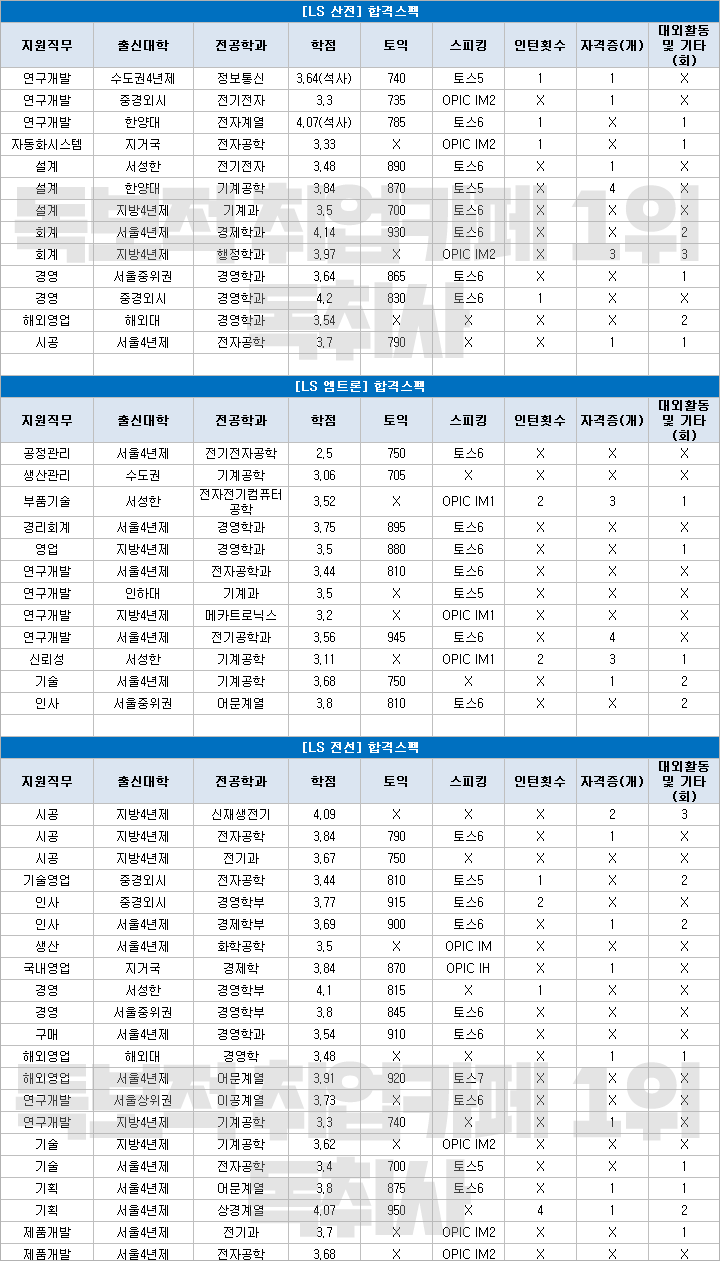 [LS 산전] 합격스펙
지원직무 출신대학 전공학과 학점 토익 스피킹 인턴횟수 자격증(개) 대외활동 및 기타 (회)
연구개발 수도권4년제 정보통신 3.64(석사) 740 토스5 1 1 X
연구개발 중경외시 전기전자 3.3 735 OPIC IM2 X 1 X
연구개발 한양대 전자계열 4.07(석사) 785 토스6 1 X 1
자동화시스템 지거국 전자공학 3.33 X OPIC IM2 1 X 1
설계 서성한 전기전자 3.48 890 토스6 X 1 X
설계 한양대 기계공학 3.84 870 토스5 X 4 X
설계 지방4년제 기계과 3.5 700 토스6 X X X
회계 서울4년제 경제학과 4.14 930 토스6 X X 2
회계 지방4년제 행정학과 3.97 X OPIC IM2 X 3 3
경영 서울중위권 경영학과 3.64 865 토스6 X X 1
경영 중경외시 경영학과 4.2 830 토스6 1 X X
해외영업 해외대 경영학과 3.54 X X X X 2
시공 서울4년제 전자공학 3.7 790 X X 1 1
독보적취업카페 1위
독취사
[LS 엠트론] 합격스펙
지원직무 출신대학 전공학과 학점 토익 스피킹 인턴횟수 자격증(개) 대외활동 및 기타 (회)
공정관리 서울4년제 전기전자공학 2.5 750 토스6 X X X
생산관리 수도권 기계공학 3.06 705 X X X X
부품기술 서성한 전자전기컴퓨터공학 3.52 X OPIC IM1 2 3 1
경리회계 서울4년제 경영학과 3.75 895 토스6 X X X
영업 지방4년제 경영학과 3.5 880 토스6 X X 1
연구개발 서울4년제 전자공학과 3.44 810 토스6 X X X
연구개발 인하대 기계과 3.5 X 토스5 X X X
연구개발 지방4년제 메카트로닉스 3.2 X OPIC IM1 X X X
연구개발 서울4년제 전기공학과 3.56 945 토스6 X 4 X
신뢰성 서성한 기계공학 3.11 X OPIC IM1 2 3 1
기술 서울4년제 기계공학 3.68 750 X X 1 2
인사 서울중위권 어문계열 3.8 810 토스6 X X 2
[LS 전선] 합격스펙
지원직무 출신대학 전공학과 학점 토익 스피킹 인턴횟수 자격증(개) 대외활동 및 기타 (회)
시공 지방4년제 신재생전기 4.09 X X X 2 3
시공 지방4년제 전자공학 3.84 790 토스6 X 1 X
시공 지방4년제 전기과 3.67 750 X X X X
기술영업 중경외시 전자공학 3.44 810 토스5 1 X 2
인사 중경외시 경영학부 3.77 915 토스6 2 X X
인사 서울4년제 경제학부 3.69 900 토스6 X 1 2
생산 서울4년제 화학공학 3.5 X OPIC IM X X X
국내영업 지거국 경제학 3.84 870 OPIC IH X 1 X
경영 서성한 경영학부 4.1 815 X 1 X X
경영 서울중위권 경영학부 3.8 845 토스6 X X X
구매 서울4년제 경영학과 3.54 910 토스6 X X X
해외영업 해외대 경영학 3.48 X X X 1 1
해외영업 서울4년제 어문계열 3.91 920 토스7 X X X
연구개발 서울상위권 이공계열 3.73 X 토스6 X X X
연구개발 지방4년제 기계공학 3.3 740 X X 1 X
기술 지방4년제 기계공학 3.62 X OPIC IM2 X X X
기술 서울4년제 전자공학 3.4 700 토스5 X X 1
기획 서울4년제 어문계열 3.8 875 토스6 X 1 1
기획 서울4년제 상경계열 4.07 950 X 4 1 2
제품개발 서울4년제 전기과 3.7 X OPIC IM2 X X 1
제품개발 서울4년제 전자공학 3.68 X OPIC IM2 X X X
독보적취업카페 1위
독취사